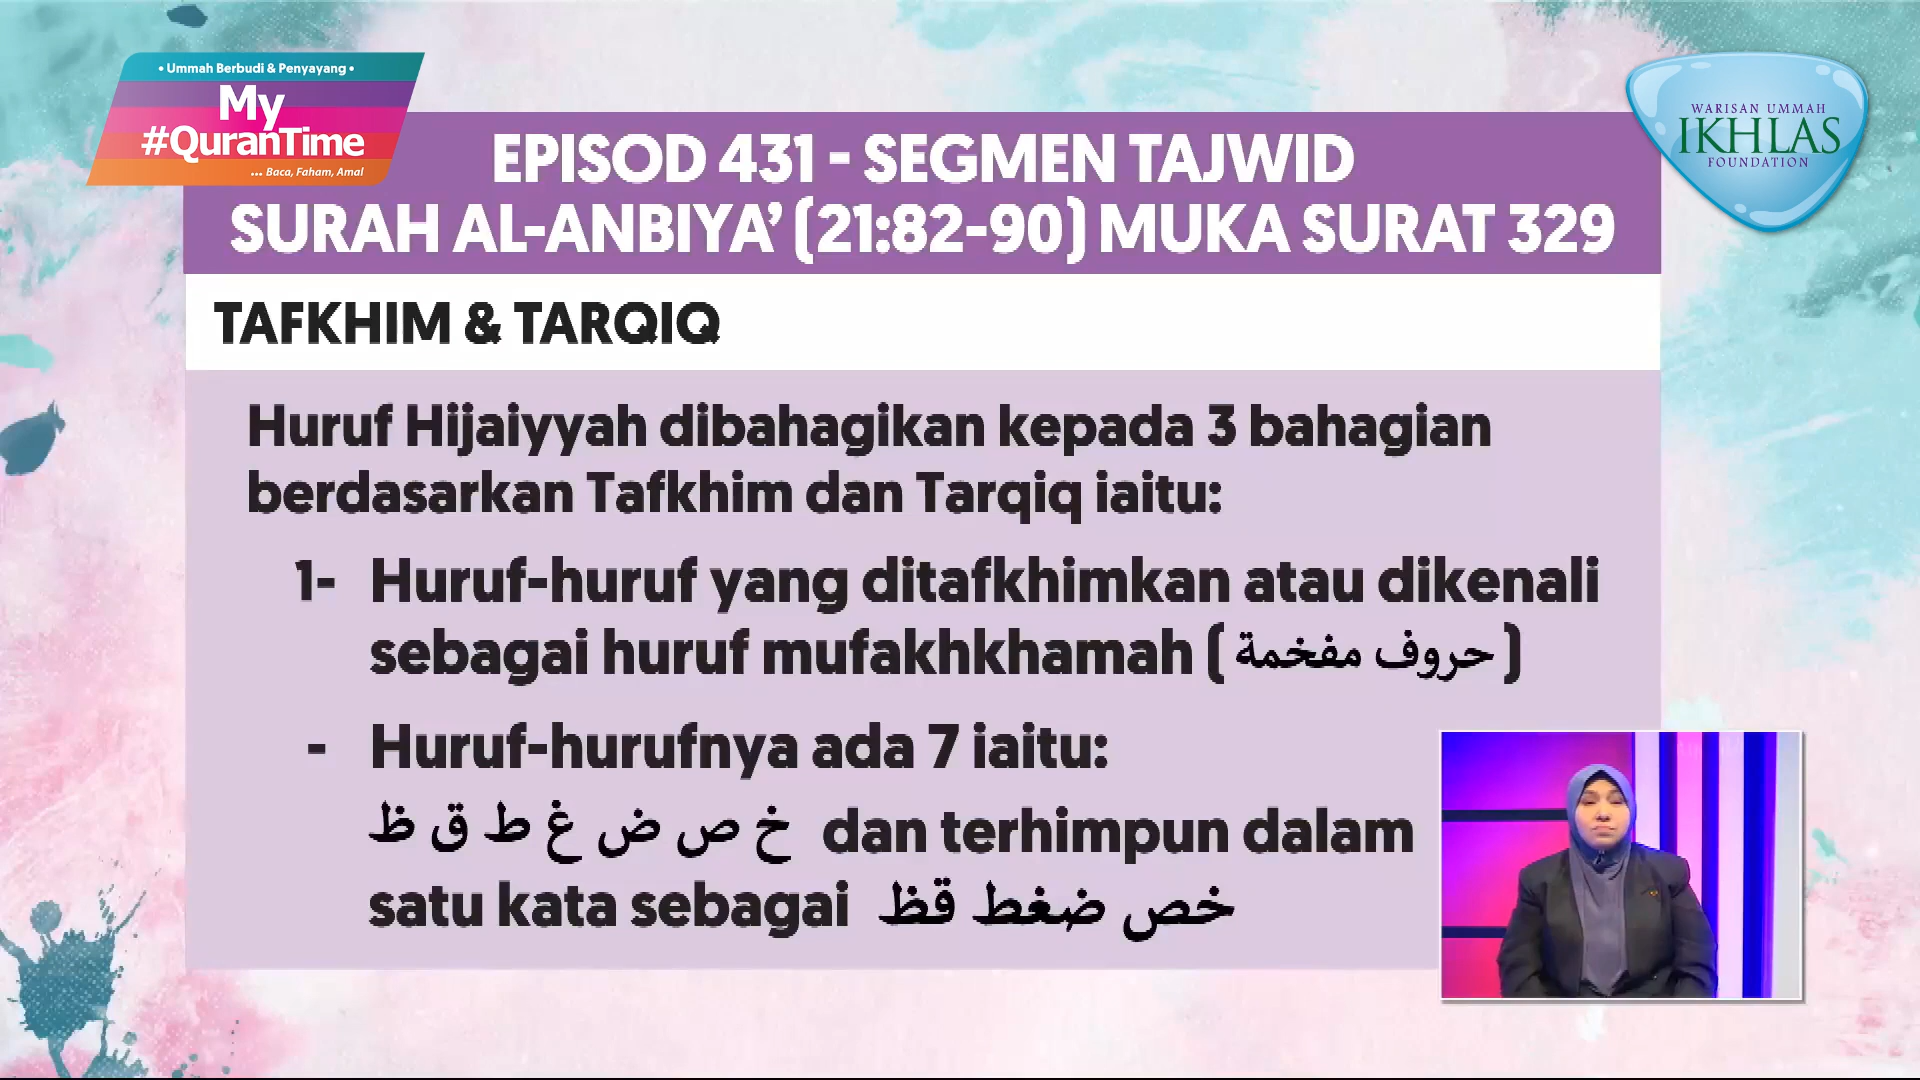 • Ummah Berbudi & Penyayang •
My
#QuranTime
... Baca, Faham, Amal
WARISAN UMMAH
IKHLAS
FOUNDATION
EPISOD 431 - SEGMEN TAJWID
SURAH AL-ANBIYA’ (21:82-90) MUKA SURAT 329
TAFKHIM & TARQIQ
Huruf Hijaiyyah dibahagikan kepada 3 bahagian
berdasarkan Tafkhim dan Tarqiq iaitu:
1- Huruf-huruf yang ditafkhimkan atau dikenali
sebagai huruf mufakhkhamah (حروف مفخمة)
- Huruf-hurufnya ada 7 iaitu:
خ ص ض غ ط ق ظ dan terhimpun dalam
satu kata sebagai خص ضغط قظ